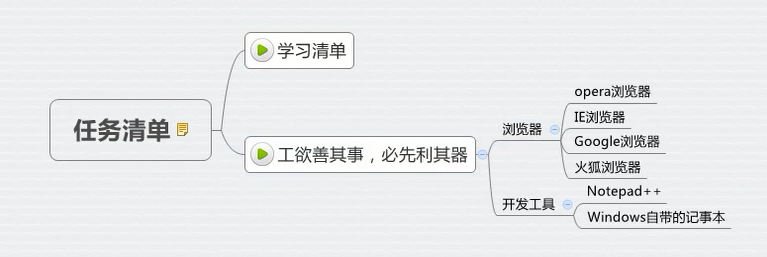 任务清单
学习清单
工欲善其事，必先利其器
浏览器
opera浏览器
IE浏览器
Google浏览器
火狐浏览器
开发工具
Notepad++
Windows自带的记事本